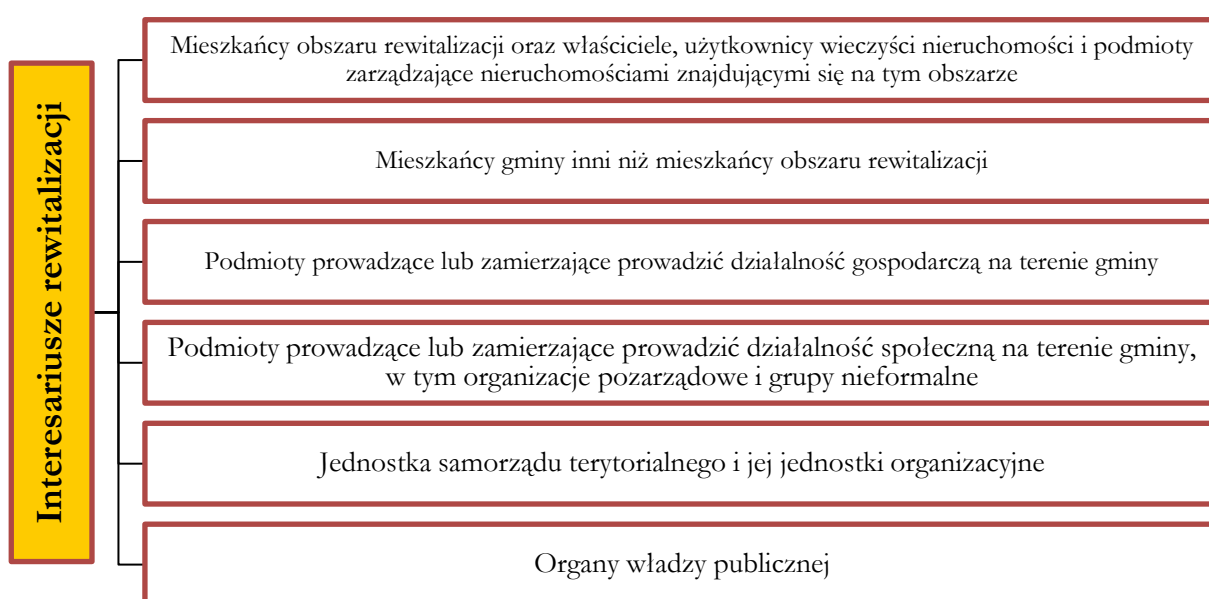 Interesariusze rewitalizacji
Mieszkańcy obszaru rewitalizacji oraz właściciele, użytkownicy wieczyści nieruchomości i podmioty
zarządzające nieruchomościami znajdującymi się na tym obszarze
Mieszkańcy gminy inni niż mieszkańcy obszaru rewitalizacji
Podmioty prowadzące lub zamierzające prowadzić działalność gospodarczą na terenie gminy
Podmioty prowadzące lub zamierzające prowadzić działalność społeczną na terenie gminy,
w tym organizacje pozarządowe i grupy nieformalne
Jednostka samorządu terytorialnego i jej jednostki organizacyjne
Organy władzy publicznej